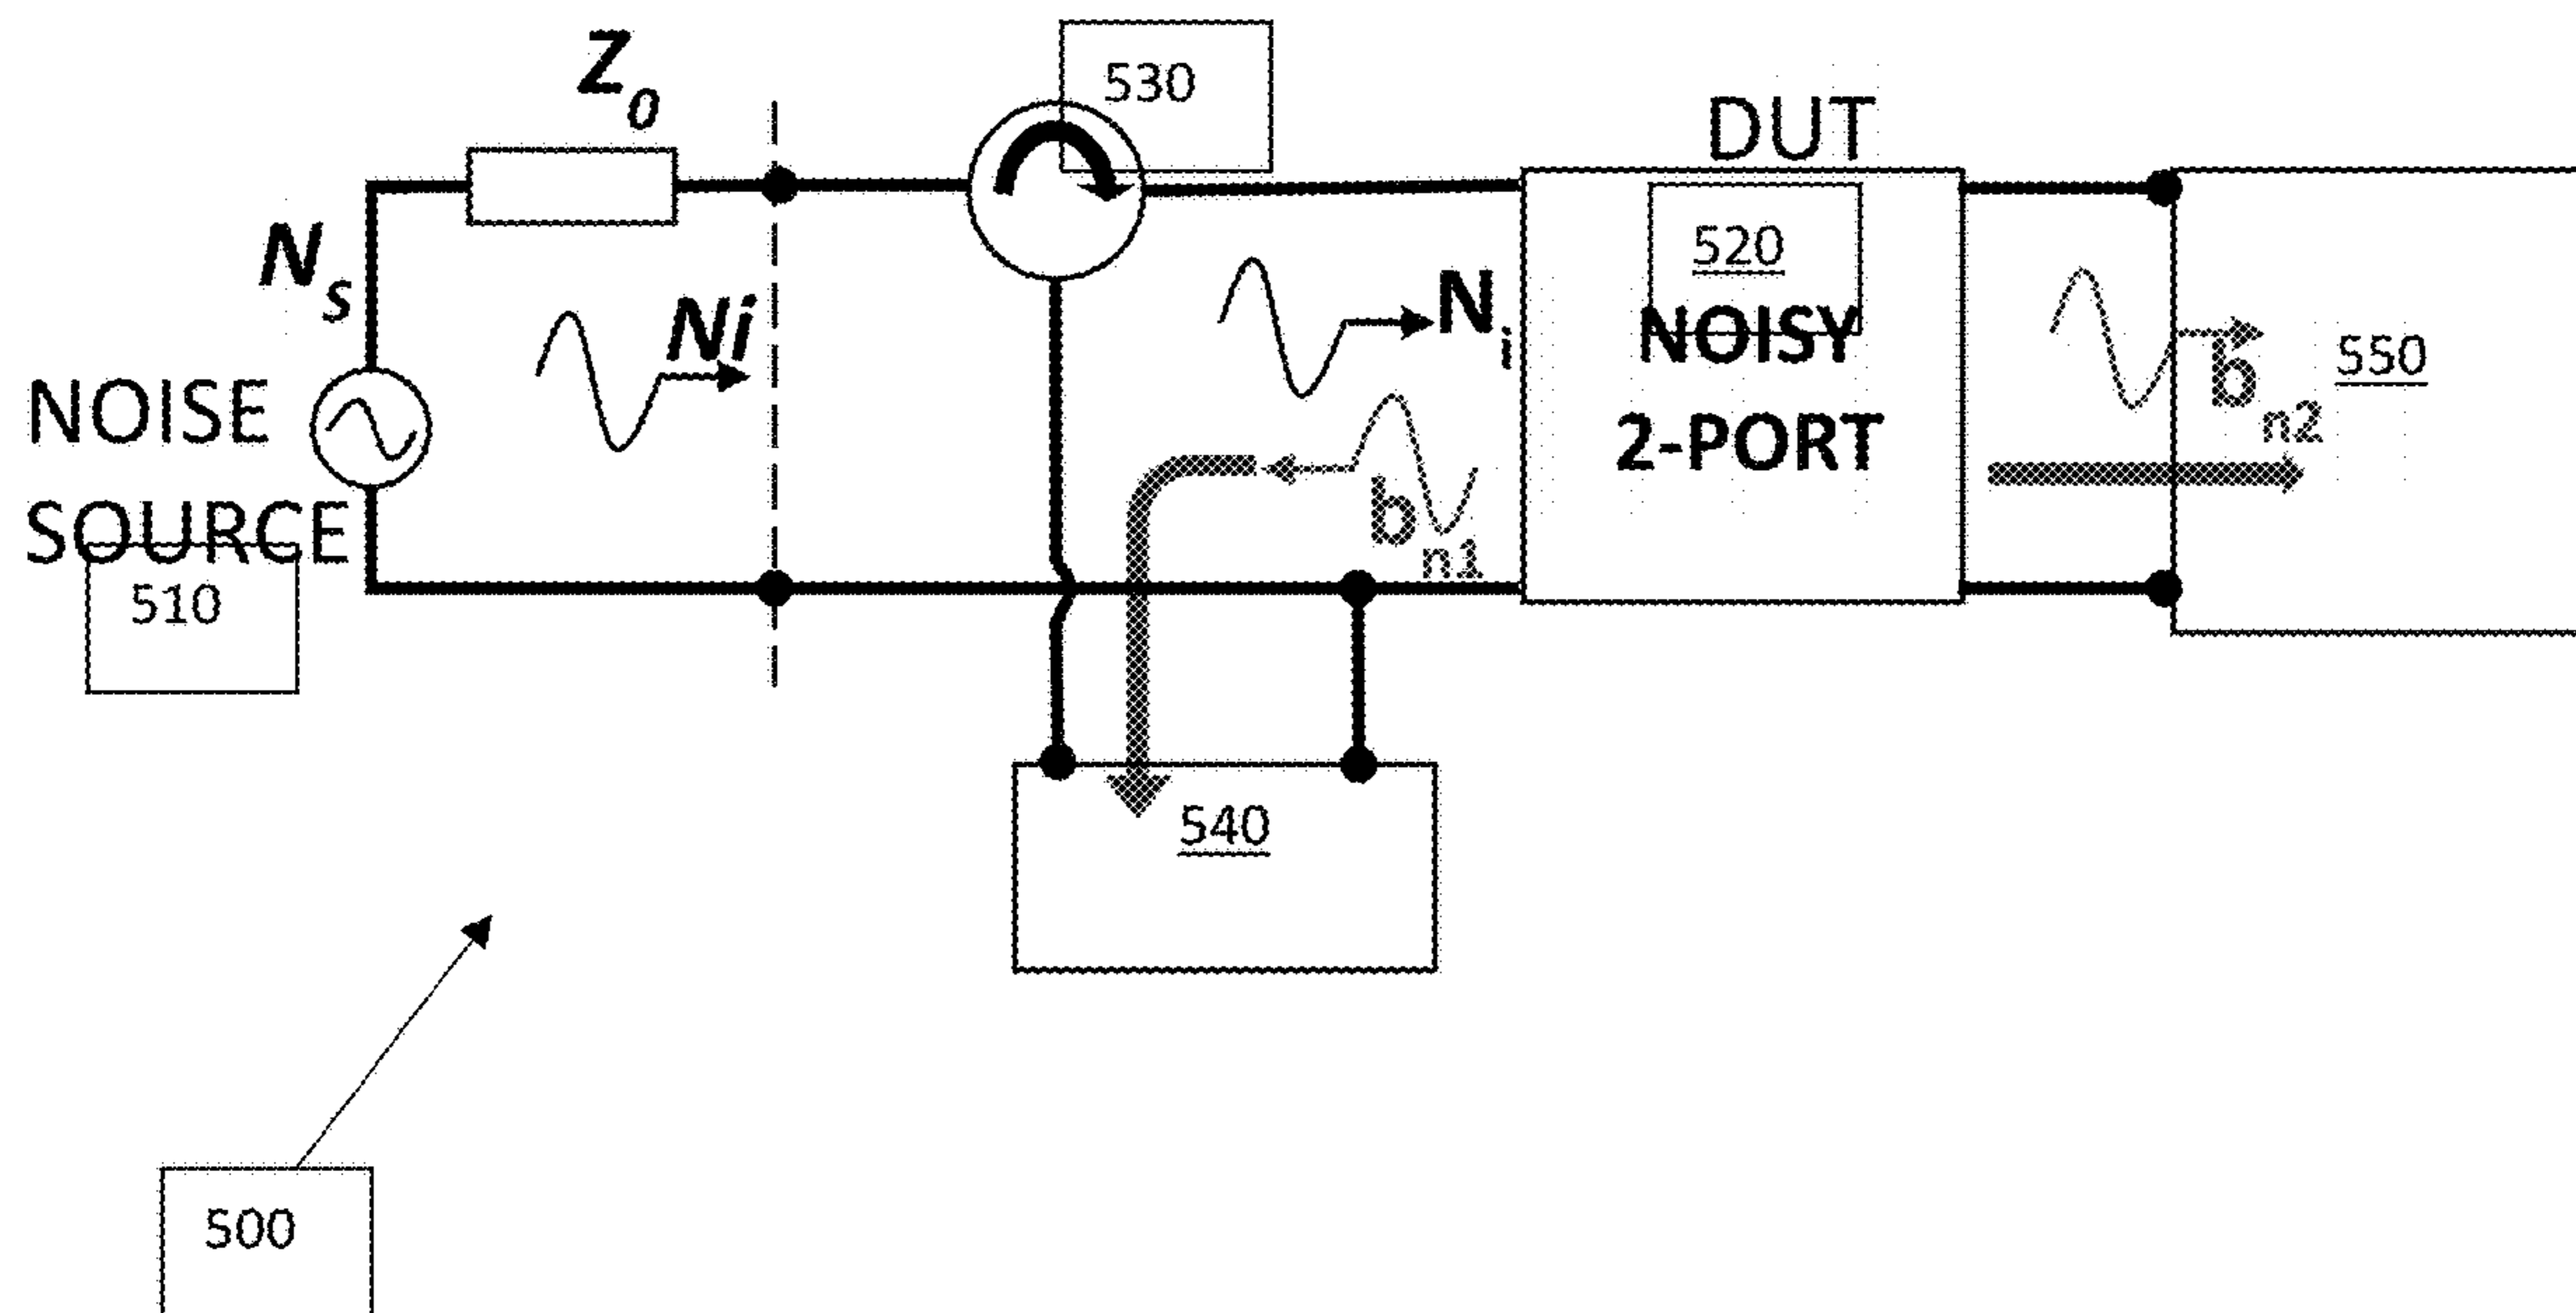 Z0
530
DUT
Ns
520
Ni
Ni
NOISY
2-PORT
550
bn2
NOISE
SOURCE
bn1
510
540
500